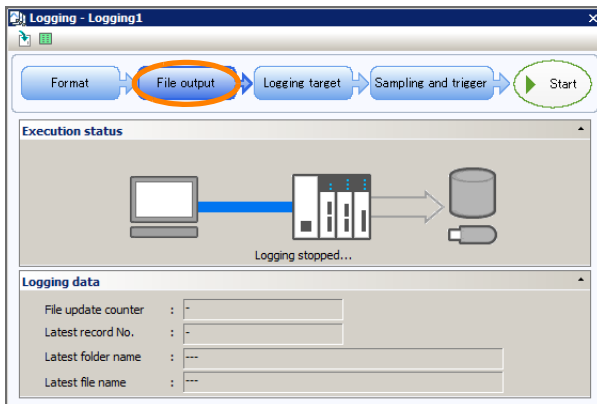 Logging - Logging1
Format File output Logging target Sampling and trigger Start
Execution status
Logging stopped...
Logging data
File update counter : -
Latest record No. : -
Latest folder name : ---
Latest file name : ---